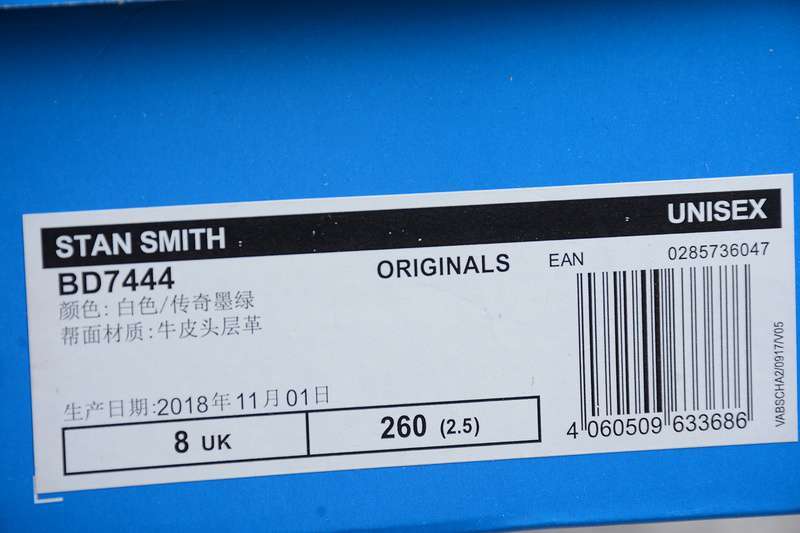 STAN SMITH UNISEX
BD7444 ORIGINALS EAN 0285736047
颜色: 白色/传奇墨绿
帮面材质: 牛皮头层革
生产日期:2018年11月01日
8 UK 260 (2.5)
4 060509 633686
VABSCHA2/0917/V05